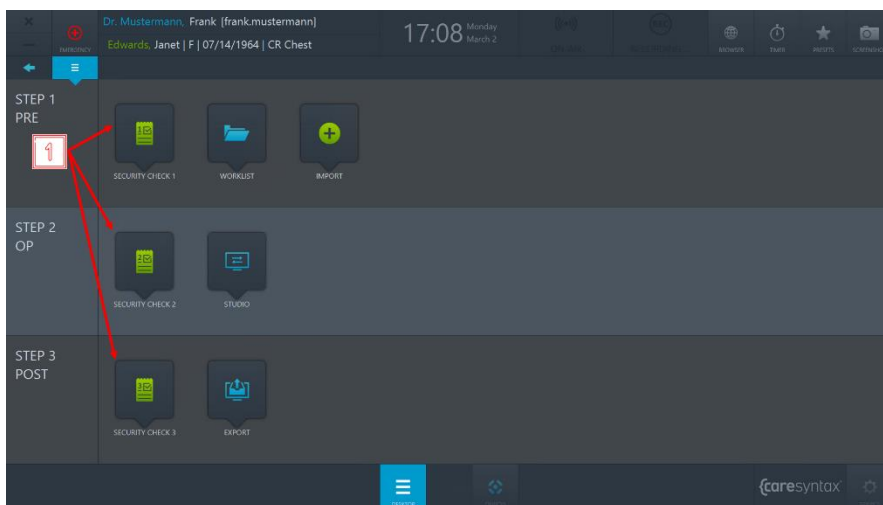 Dr. Mustermann, Frank [frank.mustermann]
Edwards, Janet | F | 07/14/1964 | CR Chest
17:08 Monday
March 2
EMERGENCY
BROWSER
TIMER
PRESETS
SCREENSHO
STEP 1
PRE
1
SECURITY CHECK 1
WORKLIST
IMPORT
STEP 2
OP
SECURITY CHECK 2
STUDIO
STEP 3
POST
SECURITY CHECK 3
EXPORT
DESKTOP
{caresyntax